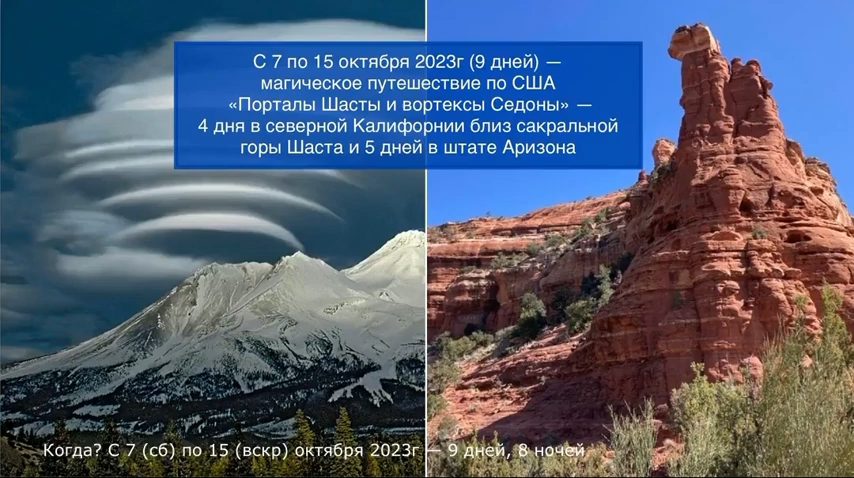 С 7 по 15 октября 2023г (9 дней) —
магическое путешествие по США
«Порталы Шасты и вортексы Седоны» —
4 дня в северной Калифорнии близ сакральной
горы Шаста и 5 дней в штате Аризона
Когда? С 7 (сб) по 15 (вскр) октября 2023г — 9 дней, 8 ночей